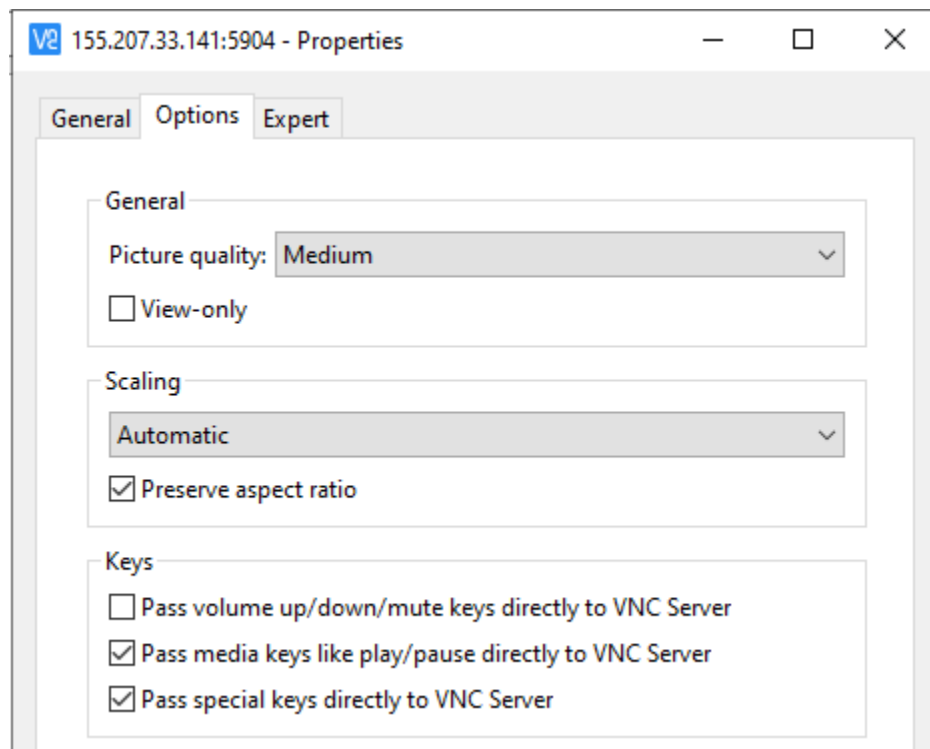 V2 155.207.33.141:5904 - Properties
General Options Expert
General
Picture quality: Medium
View-only
Scaling
Automatic
Preserve aspect ratio
Keys
Pass volume up/down/mute keys directly to VNC Server
Pass media keys like play/pause directly to VNC Server
Pass special keys directly to VNC Server